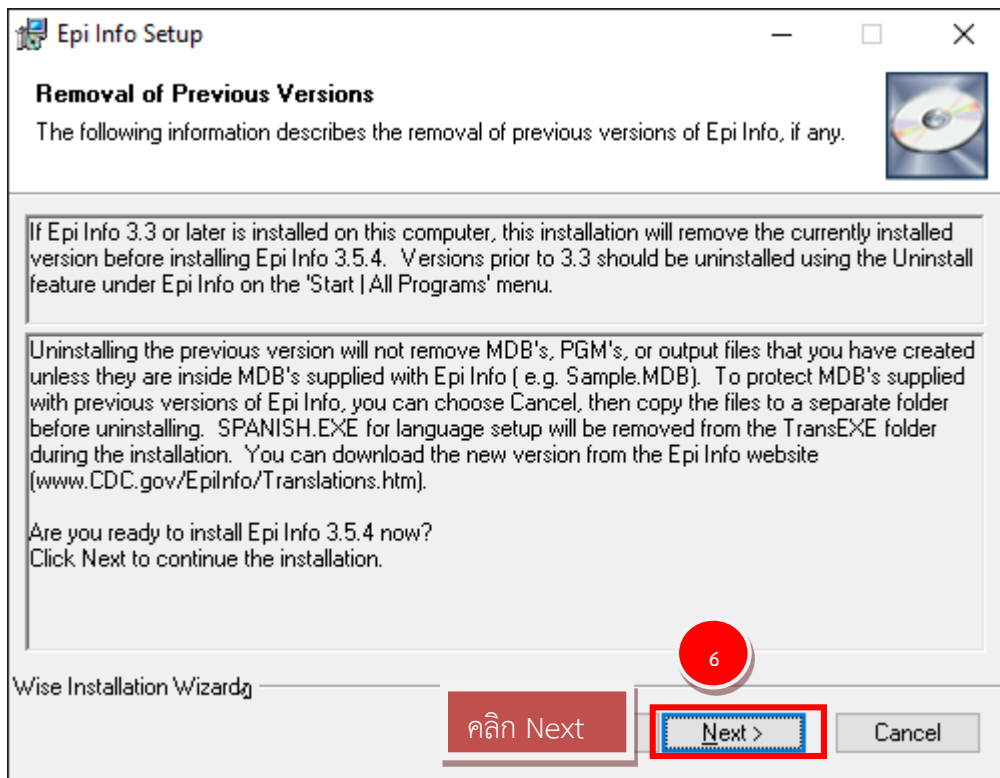 Epi Info Setup
Removal of Previous Versions
The following information describes the removal of previous versions of Epi Info, if any.
If Epi Info 3.3 or later is installed on this computer, this installation will remove the currently installed
version before installing Epi Info 3.5.4.  Versions prior to 3.3 should be uninstalled using the Uninstall
feature under Epi Info on the 'Start | All Programs' menu.
Uninstalling the previous version will not remove MDB's, PGM's, or output files that you have created
unless they are inside MDB's supplied with Epi Info ( e.g. Sample.MDB).  To protect MDB's supplied
with previous versions of Epi Info, you can choose Cancel, then copy the files to a separate folder
before uninstalling.  SPANISH.EXE for language setup will be removed from the TransEXE folder
during the installation.  You can download the new version from the Epi Info website
(www.CDC.gov/EpiInfo/Translations.htm).
Are you ready to install Epi Info 3.5.4 now?
Click Next to continue the installation.
6
Wise Installation Wizardฎ
คลิก Next
Next >
Cancel